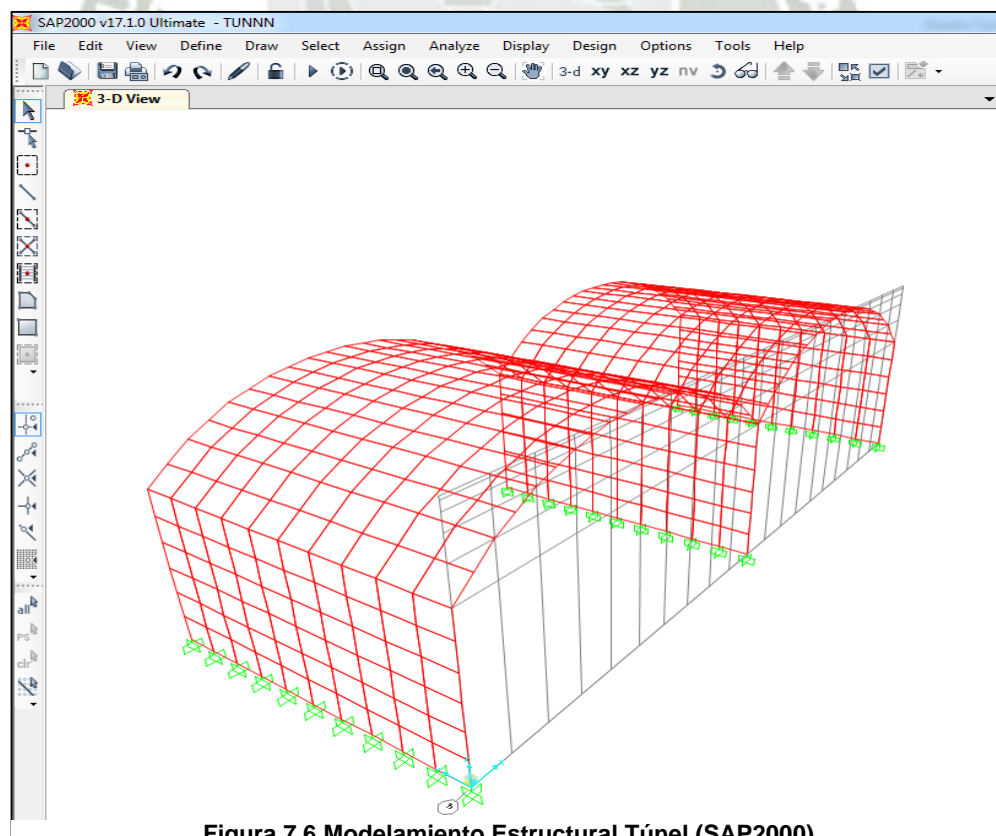 SAP2000 v17.1.0 Ultimate - TUNNN
File Edit View Define Draw Select Assign Analyze Display Design Options Tools Help
3-d xy xz yz nv
3-D View
all
PS
clr
3
Figura 7.6 Modelamiento Estructural Túnel (SAP2000)